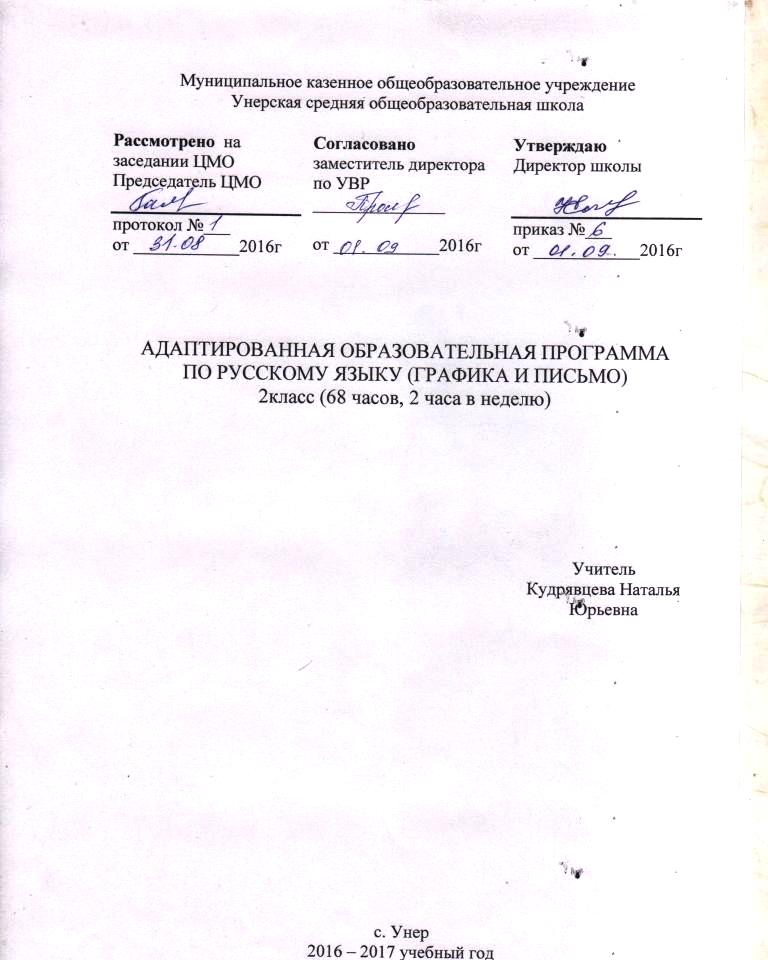 Муниципальное казенное общеобразовательное учреждение
Унерская средняя общеобразовательная школа
Рассмотрено на
заседании ЦМО
Председатель ЦМО
протокол № 1
от 31.08 2016г
Согласовано
заместитель директора
по УВР
от 01.09 2016г
Утверждаю
Директор школы
приказ № 6
от 01.09. 2016г
АДАПТИРОВАННАЯ ОБРАЗОВАТЕЛЬНАЯ ПРОГРАММА
ПО РУССКОМУ ЯЗЫКУ (ГРАФИКА И ПИСЬМО)
2класс (68 часов, 2 часа в неделю)
Учитель
Кудрявцева Наталья
Юрьевна
с. Унер
2016 – 2017 учебный год